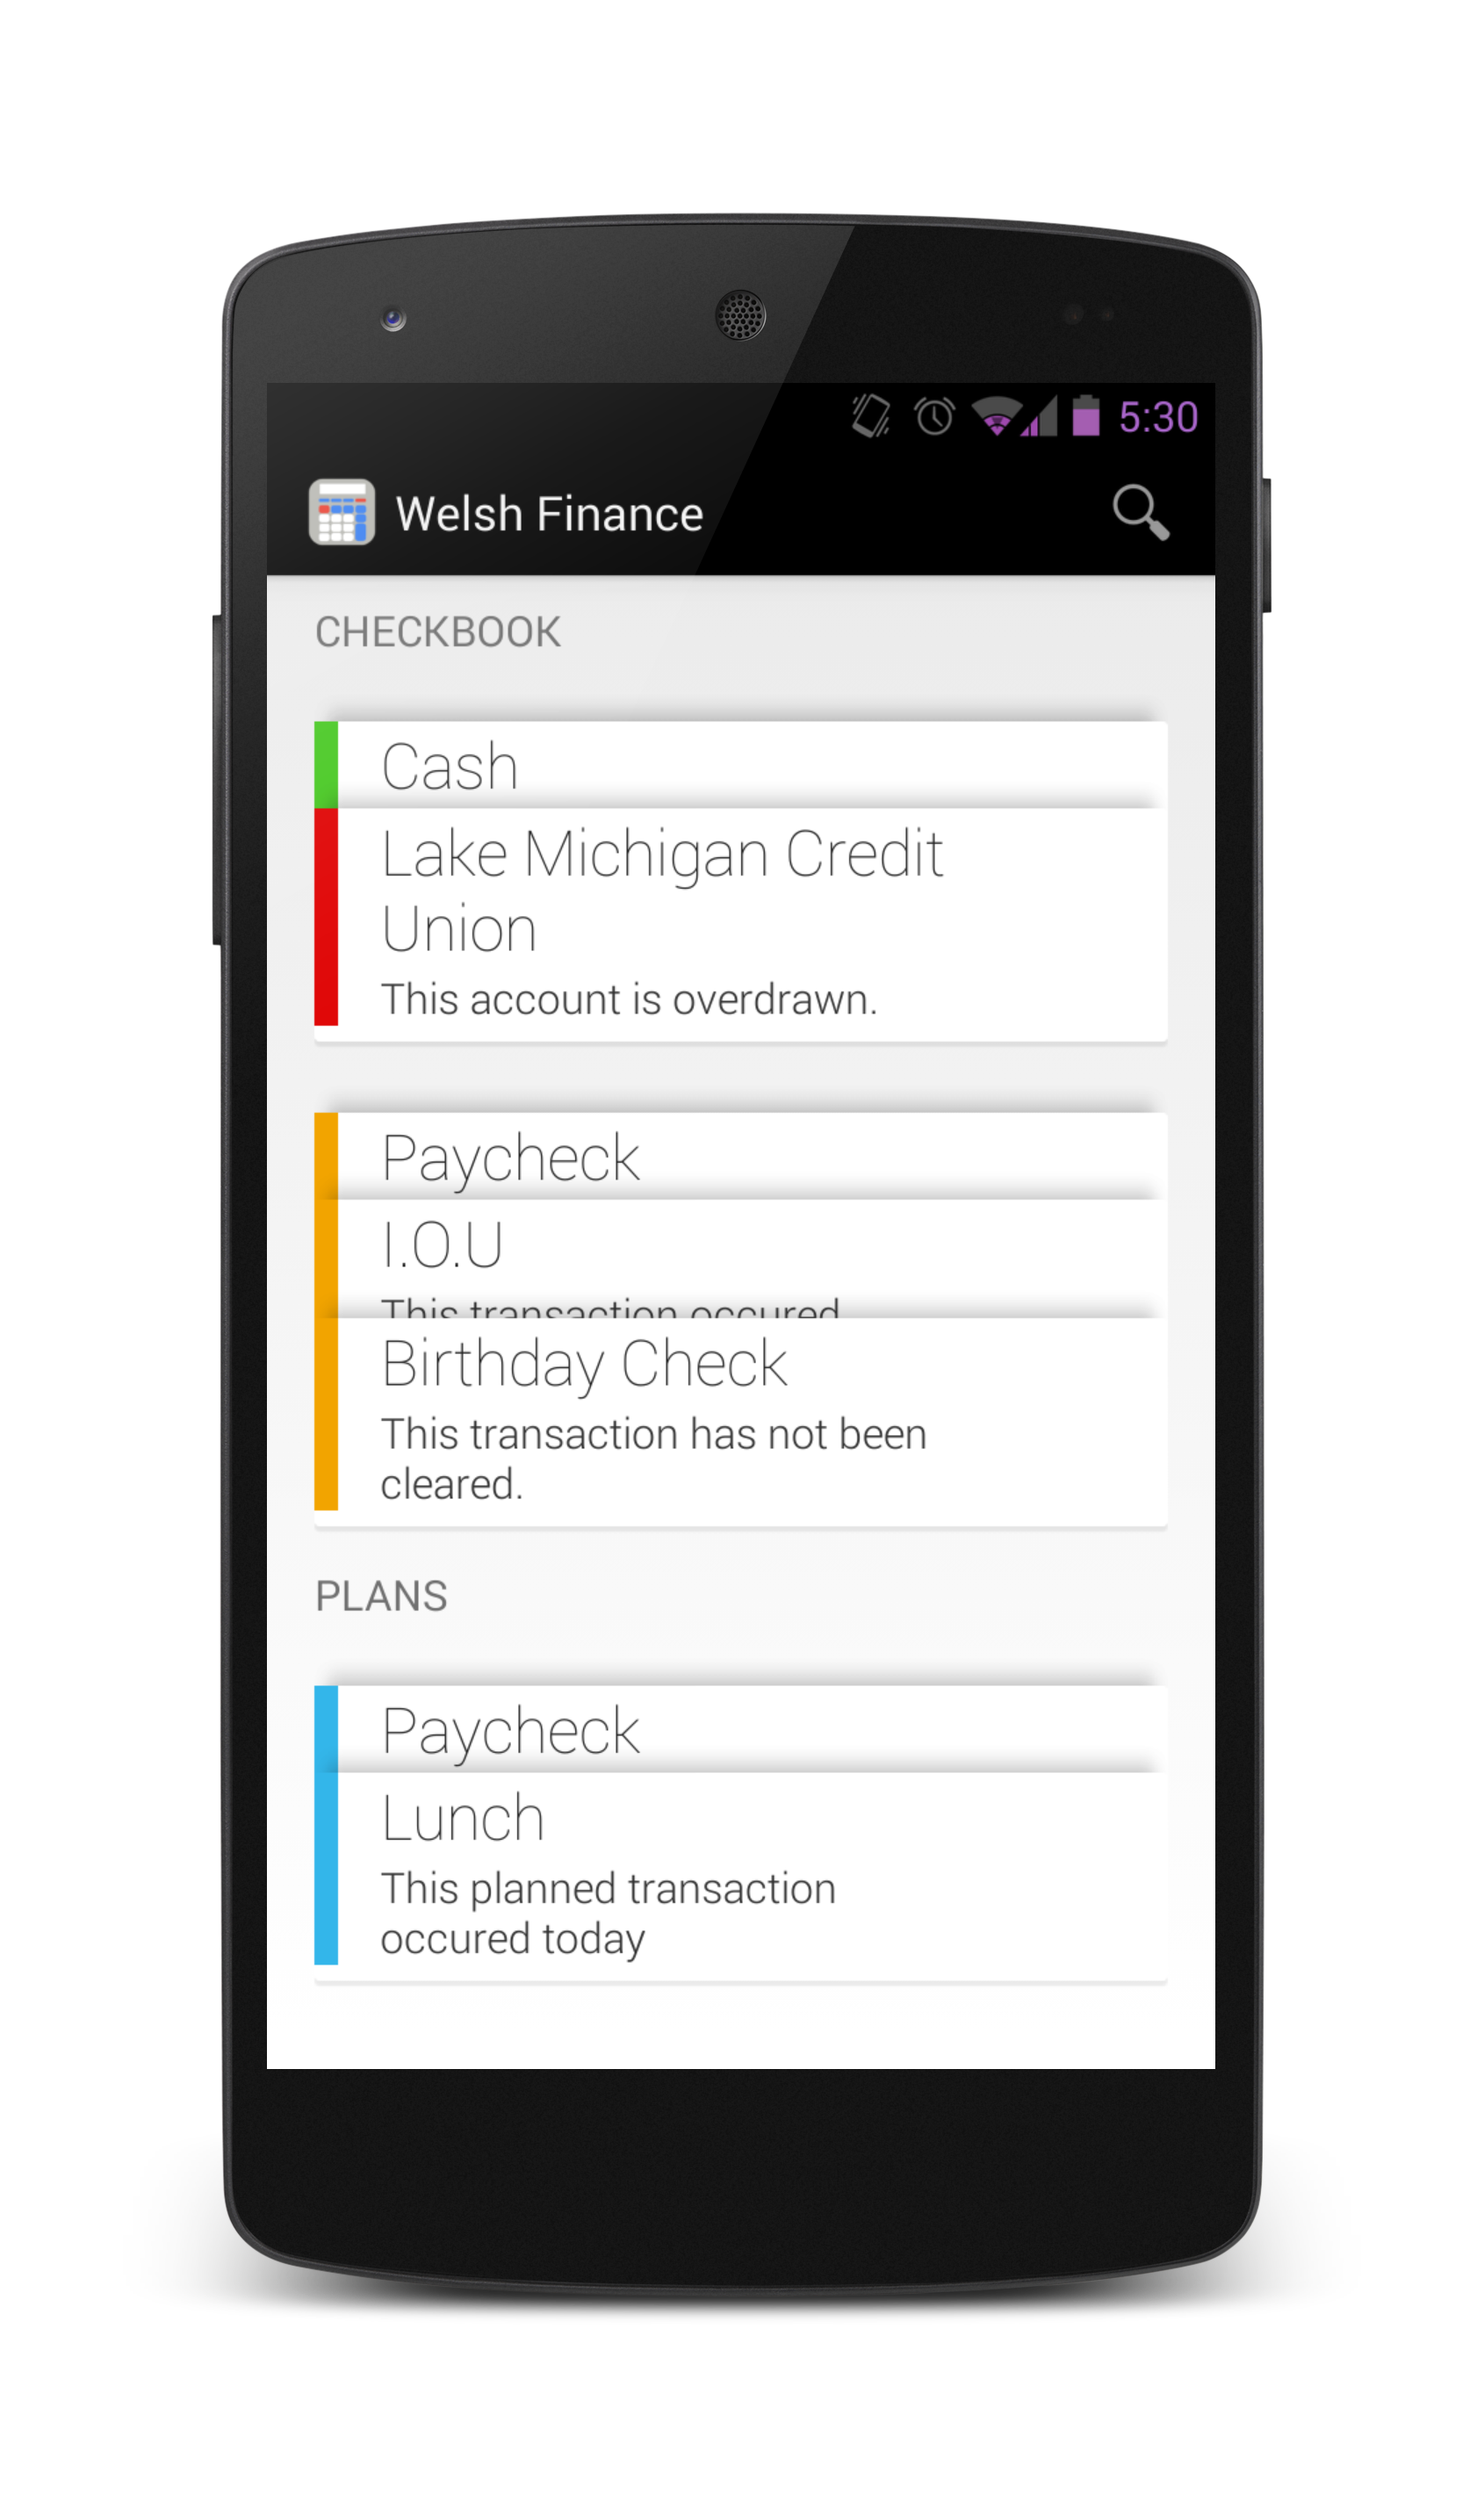 5:30
Welsh Finance
CHECKBOOK
Cash
Lake Michigan Credit
Union
This account is overdrawn.
Paycheck
I.O.U
This transaction occured
Birthday Check
This transaction has not been
cleared.
PLANS
Paycheck
Lunch
This planned transaction
occured today